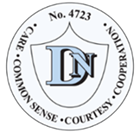 No. 4723
• CARE • COMMON SENSE • COURTESY • COOPERATION •
DN